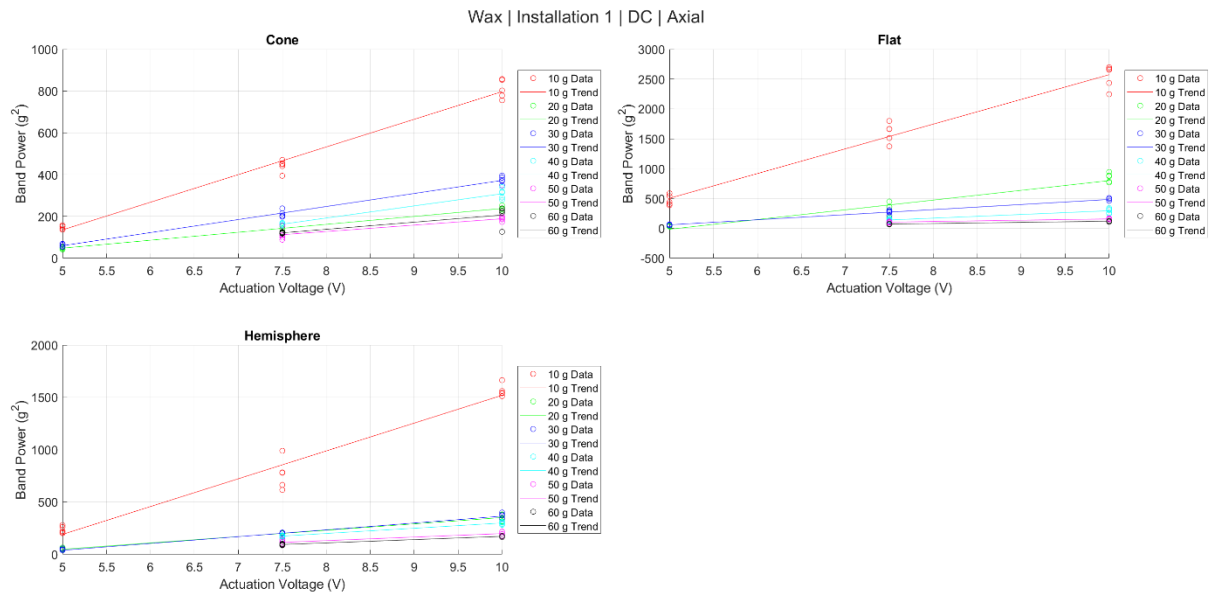 Wax | Installation 1 | DC | Axial
Cone
1000
800
600
400
200
0
5
5.5
6
6.5
7
7.5
8
8.5
9
9.5
10
Actuation Voltage (V)
Band Power (g²)
10 g Data
10 g Trend
20 g Data
20 g Trend
30 g Data
30 g Trend
40 g Data
40 g Trend
50 g Data
50 g Trend
60 g Data
60 g Trend
Flat
3000
2500
2000
1500
1000
500
0
-500
5
5.5
6
6.5
7
7.5
8
8.5
9
9.5
10
Actuation Voltage (V)
Band Power (g²)
10 g Data
10 g Trend
20 g Data
20 g Trend
30 g Data
30 g Trend
40 g Data
40 g Trend
50 g Data
50 g Trend
60 g Data
60 g Trend
Hemisphere
2000
1500
1000
500
0
5
5.5
6
6.5
7
7.5
8
8.5
9
9.5
10
Actuation Voltage (V)
Band Power (g²)
10 g Data
10 g Trend
20 g Data
20 g Trend
30 g Data
30 g Trend
40 g Data
40 g Trend
50 g Data
50 g Trend
60 g Data
60 g Trend